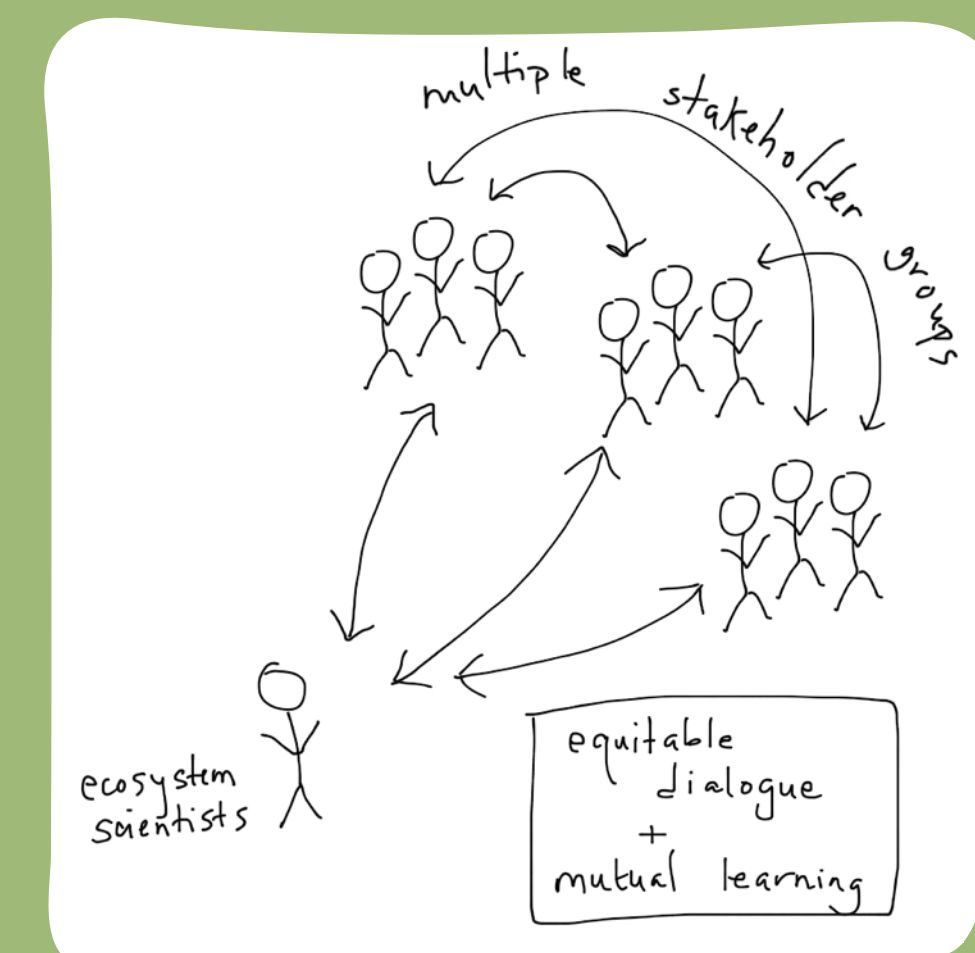 multiple stakeholder groups
ecosystem
scientists
equitable
dialogue
+
mutual learning